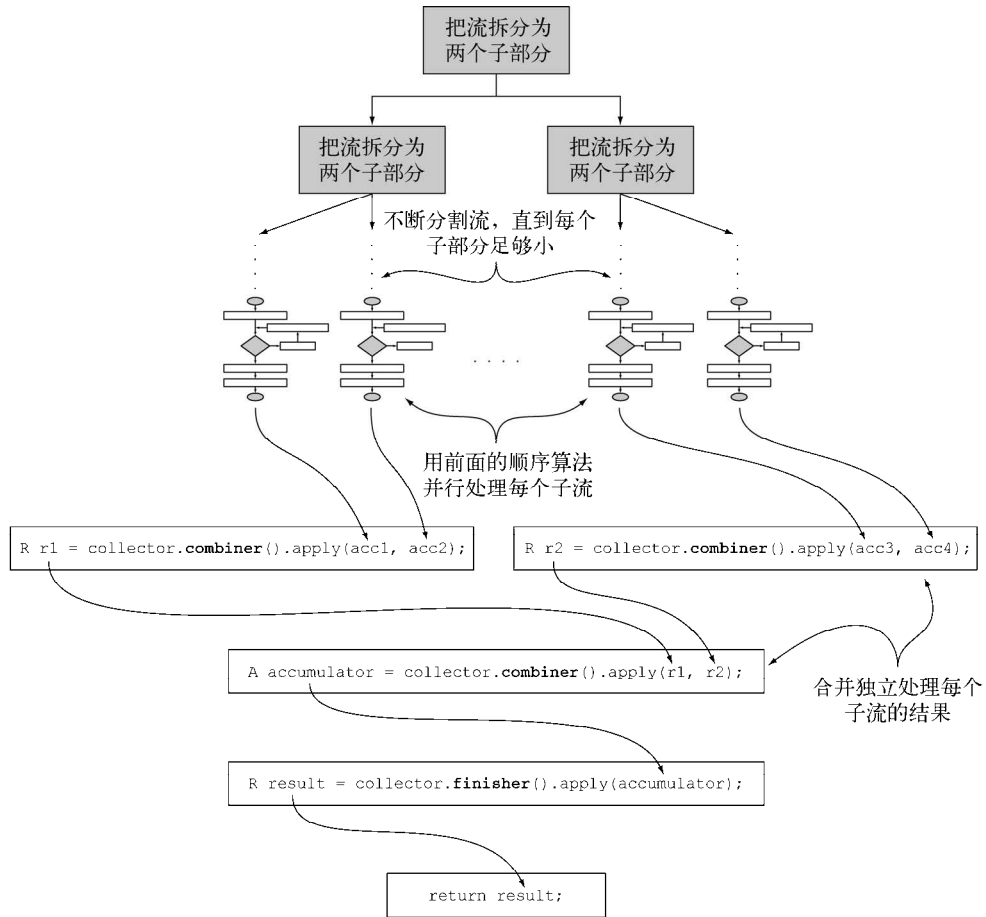 把流拆分为
两个子部分
把流拆分为
两个子部分
把流拆分为
两个子部分
不断分割流，直到每个
子部分足够小
用前面的顺序算法
并行处理每个子流
R r1 = collector.combiner().apply(acc1, acc2);
R r2 = collector.combiner().apply(acc3, acc4);
A accumulator = collector.combiner().apply(r1, r2);
合并独立处理每个
子流的结果
R result = collector.finisher().apply(accumulator);
return result;